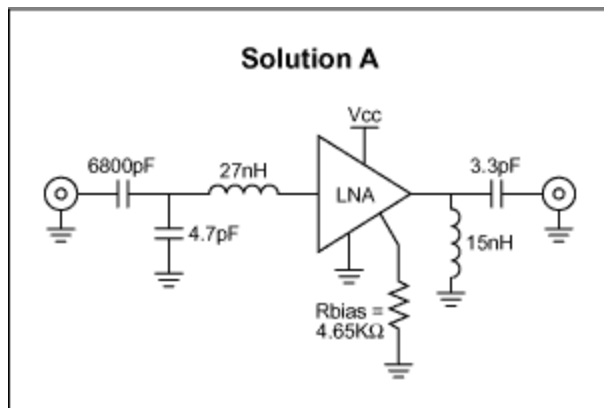 Solution A
Vcc
6800pF
27nH
3.3pF
LNA
4.7pF
15nH
Rbias =
4.65KΩ